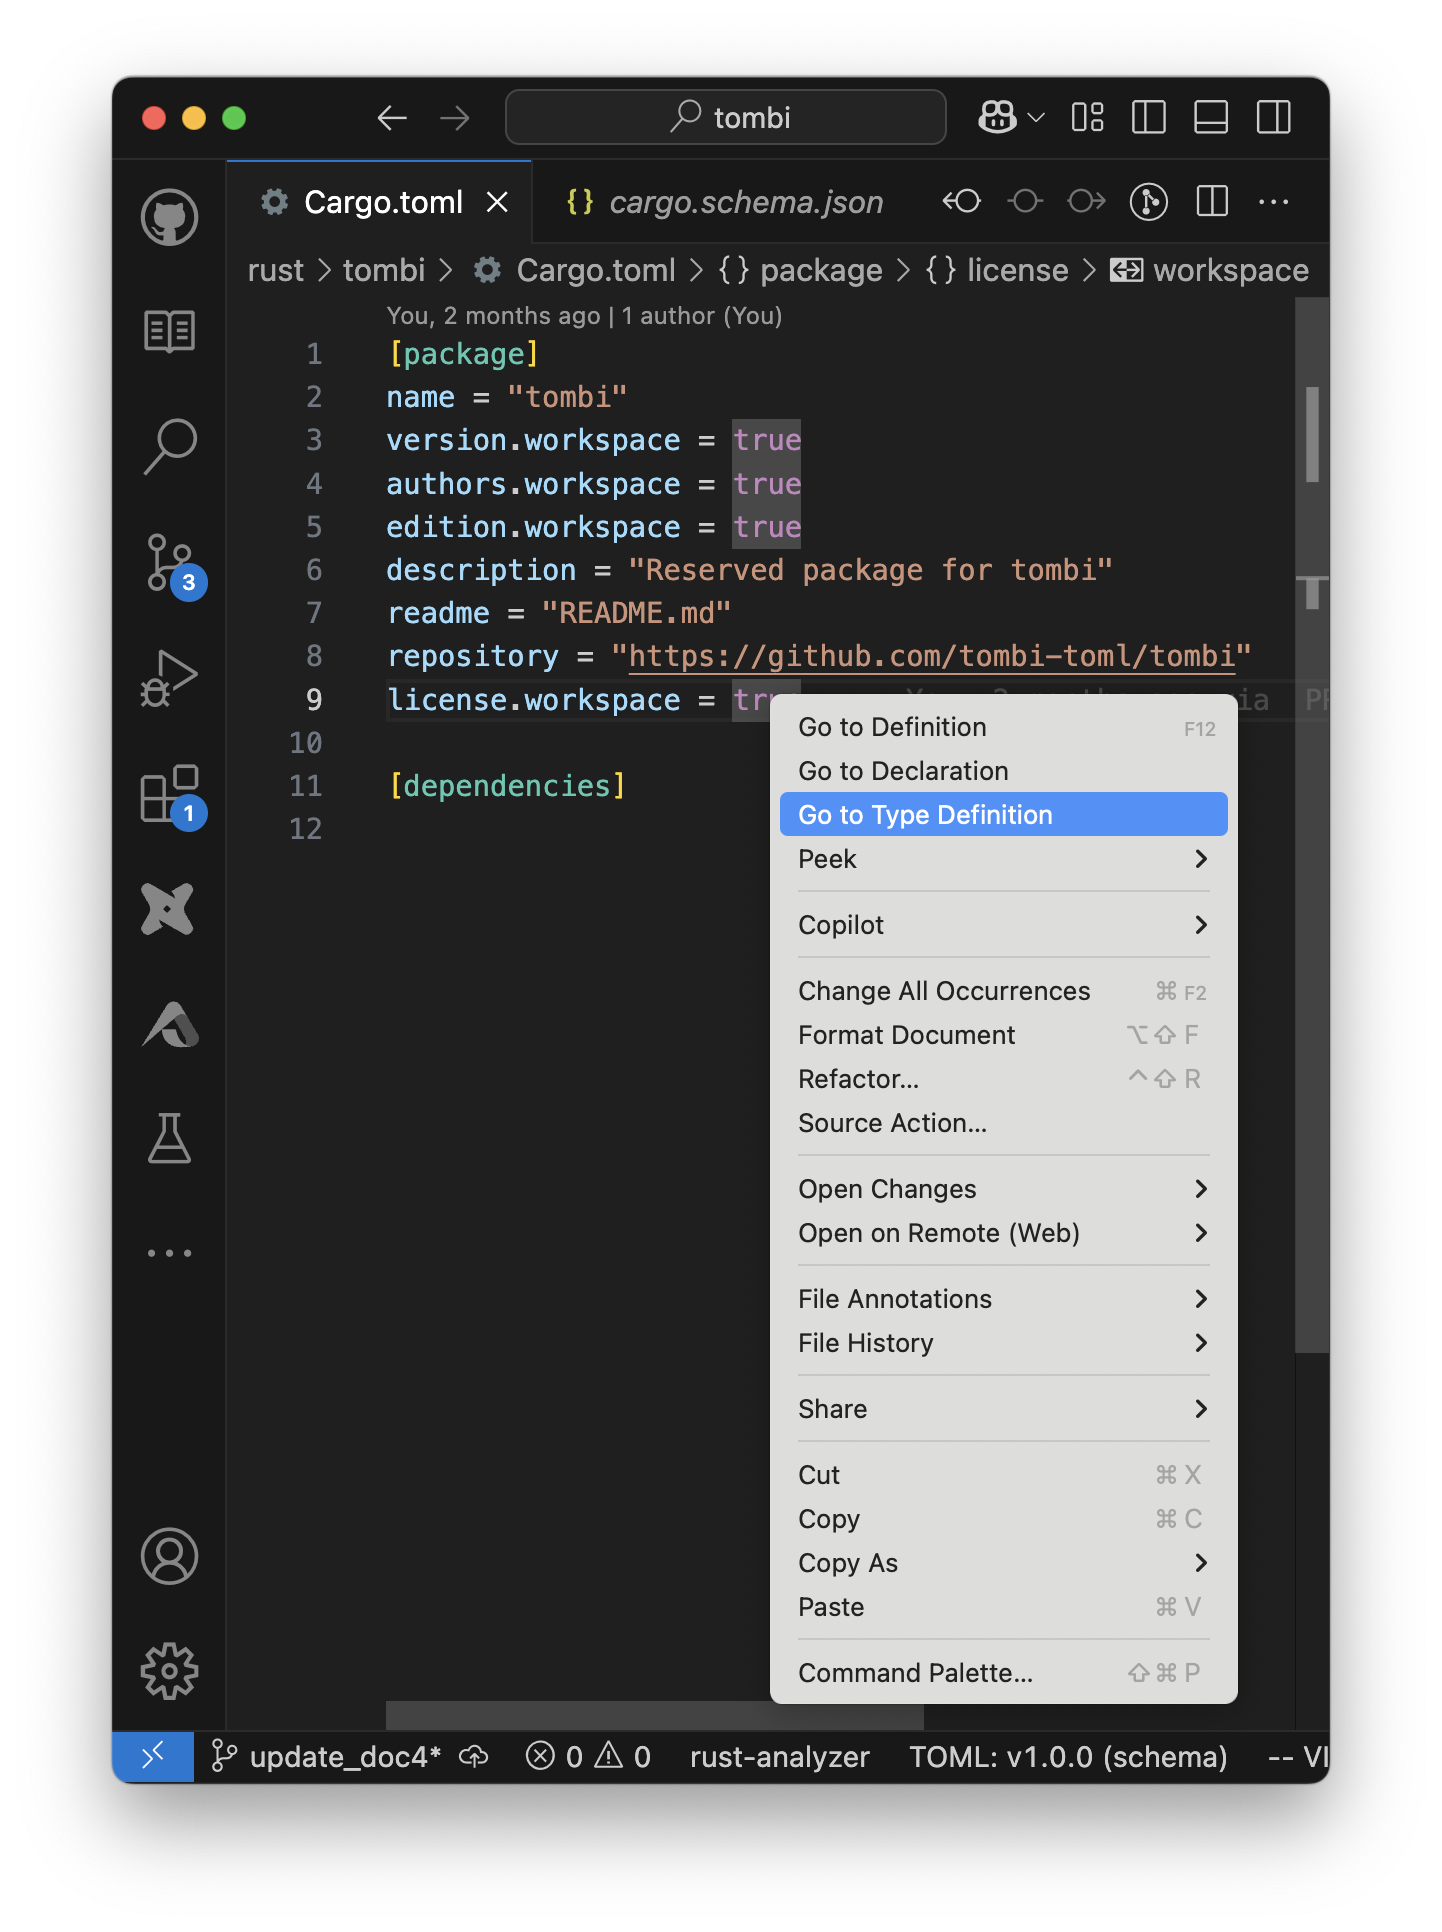 tombi
Cargo.toml
{} cargo.schema.json
rust > tombi > Cargo.toml > {} package > {} license > workspace
You, 2 months ago | 1 author (You)
1 [package]
2 name = "tombi"
3 version.workspace = true
4 authors.workspace = true
5 edition.workspace = true
6 description = "Reserved package for tombi"
7 readme = "README.md"
8 repository = "https://github.com/tombi-toml/tombi"
9 license.workspace = tr
10
11 [dependencies]
12
Go to Definition F12
Go to Declaration
Go to Type Definition
Peek
Copilot
Change All Occurrences ⌘ F2
Format Document ⌥⇧ F
Refactor... ^⇧ R
Source Action...
Open Changes
Open on Remote (Web)
File Annotations
File History
Share
Cut ⌘ X
Copy ⌘ C
Copy As
Paste ⌘ V
Command Palette... ⇧⌘ P
3
1
update_doc4* 0 0 rust-analyzer TOML: v1.0.0 (schema) -- VI